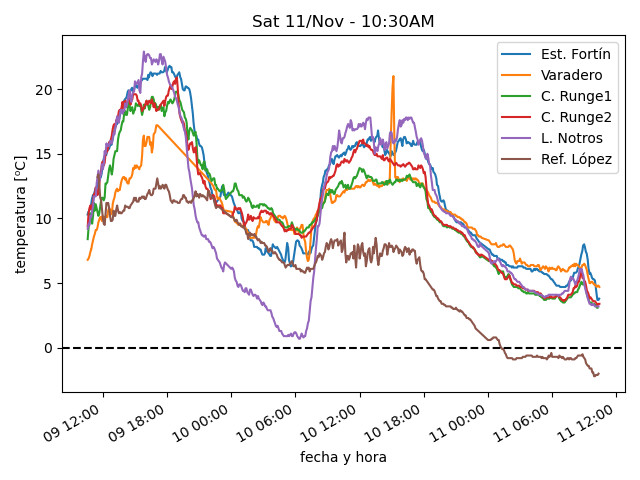 Sat 11/Nov - 10:30AM
Est. Fortín
Varadero
C. Runge1
C. Runge2
L. Notros
Ref. López
temperatura [ºC]
20
15
10
5
0
09 12:00
09 18:00
10 00:00
10 06:00
10 12:00
10 18:00
11 00:00
11 06:00
11 12:00
fecha y hora